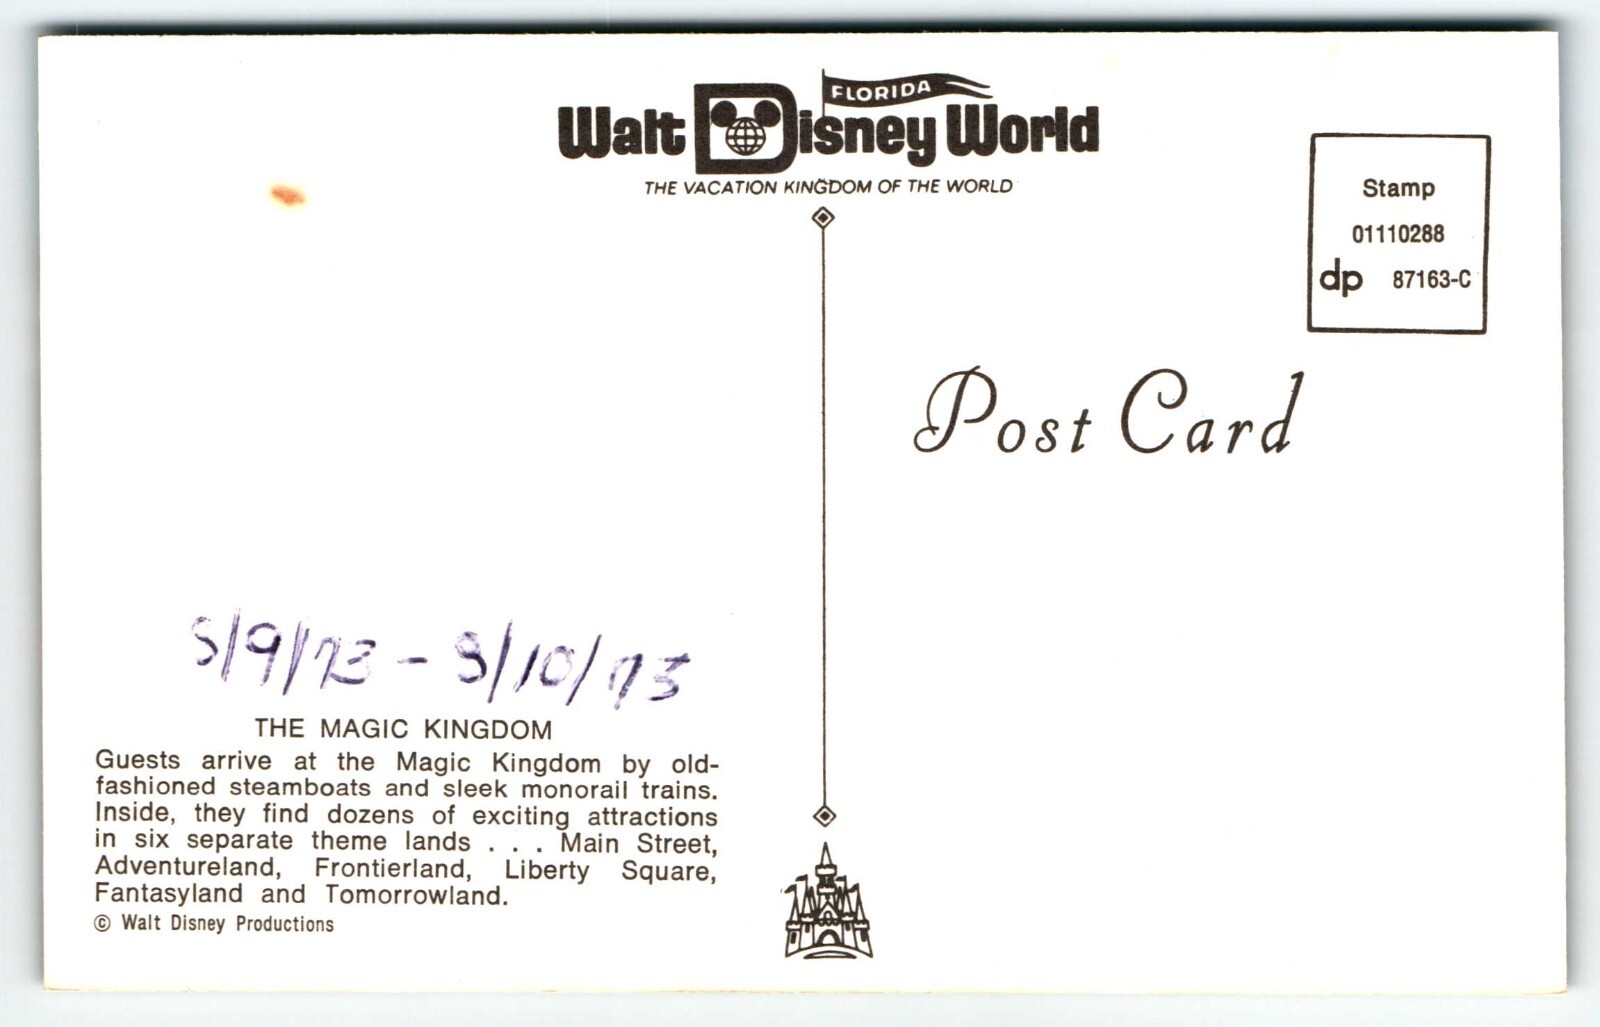 FLORIDA
Walt Disney World
THE VACATION KINGDOM OF THE WORLD
Stamp
01110288
dp 87163-C
Post Card
8/9/73 - 8/10/73
THE MAGIC KINGDOM
Guests arrive at the Magic Kingdom by old-
fashioned steamboats and sleek monorail trains.
Inside, they find dozens of exciting attractions
in six separate theme lands . . . Main Street,
Adventureland, Frontierland, Liberty Square,
Fantasyland and Tomorrowland.
© Walt Disney Productions